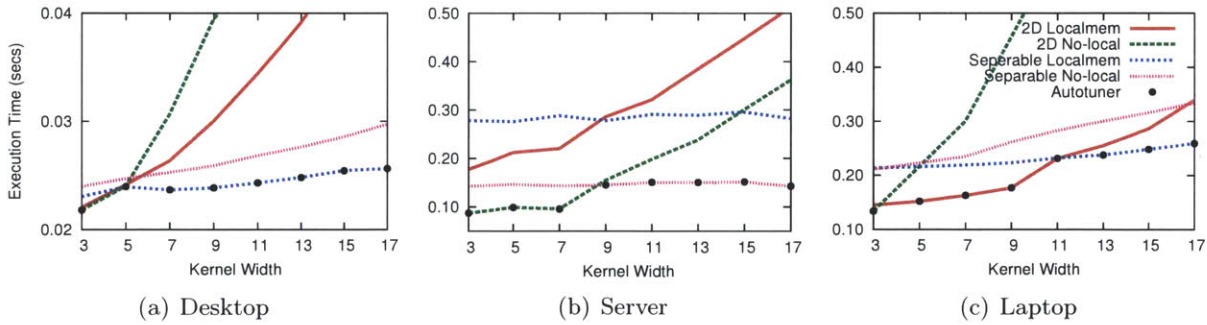 0.04
0.03
0.02
Execution Time (secs)
3 5 7 9 11 13 15 17
Kernel Width
(a) Desktop
0.50
0.40
0.30
0.20
0.10
3 5 7 9 11 13 15 17
Kernel Width
(b) Server
0.50
0.40
0.30
0.20
0.10
2D Localmem
2D No-local
Seperable Localmem
Separable No-local
Autotuner
3 5 7 9 11 13 15 17
Kernel Width
(c) Laptop